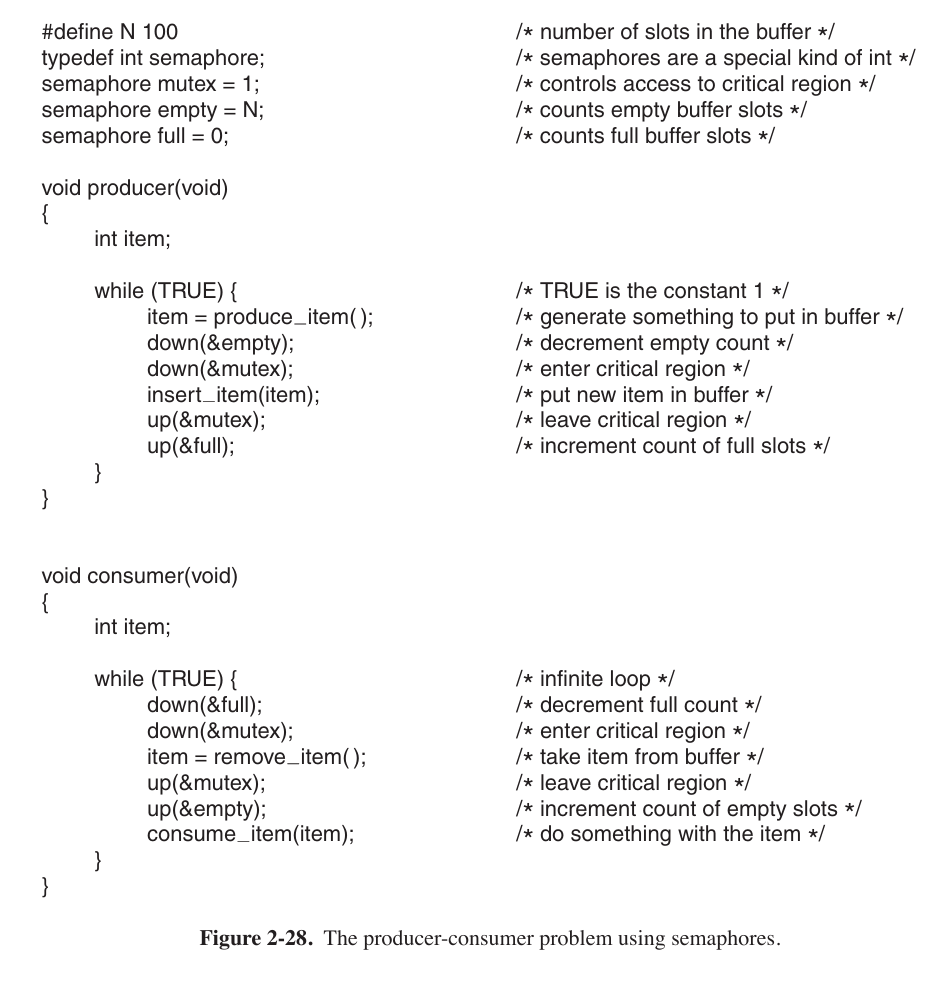 #define N 100 /* number of slots in the buffer */
typedef int semaphore; /* semaphores are a special kind of int */
semaphore mutex = 1; /* controls access to critical region */
semaphore empty = N; /* counts empty buffer slots */
semaphore full = 0; /* counts full buffer slots */
void producer(void)
{
int item;
while (TRUE) { /* TRUE is the constant 1 */
item = produce_item( ); /* generate something to put in buffer */
down(&empty); /* decrement empty count */
down(&mutex); /* enter critical region */
insert_item(item); /* put new item in buffer */
up(&mutex); /* leave critical region */
up(&full); /* increment count of full slots */
}
}
void consumer(void)
{
int item;
while (TRUE) { /* infinite loop */
down(&full); /* decrement full count */
down(&mutex); /* enter critical region */
item = remove_item( ); /* take item from buffer */
up(&mutex); /* leave critical region */
up(&empty); /* increment count of empty slots */
consume_item(item); /* do something with the item */
}
}
Figure 2-28. The producer-consumer problem using semaphores.